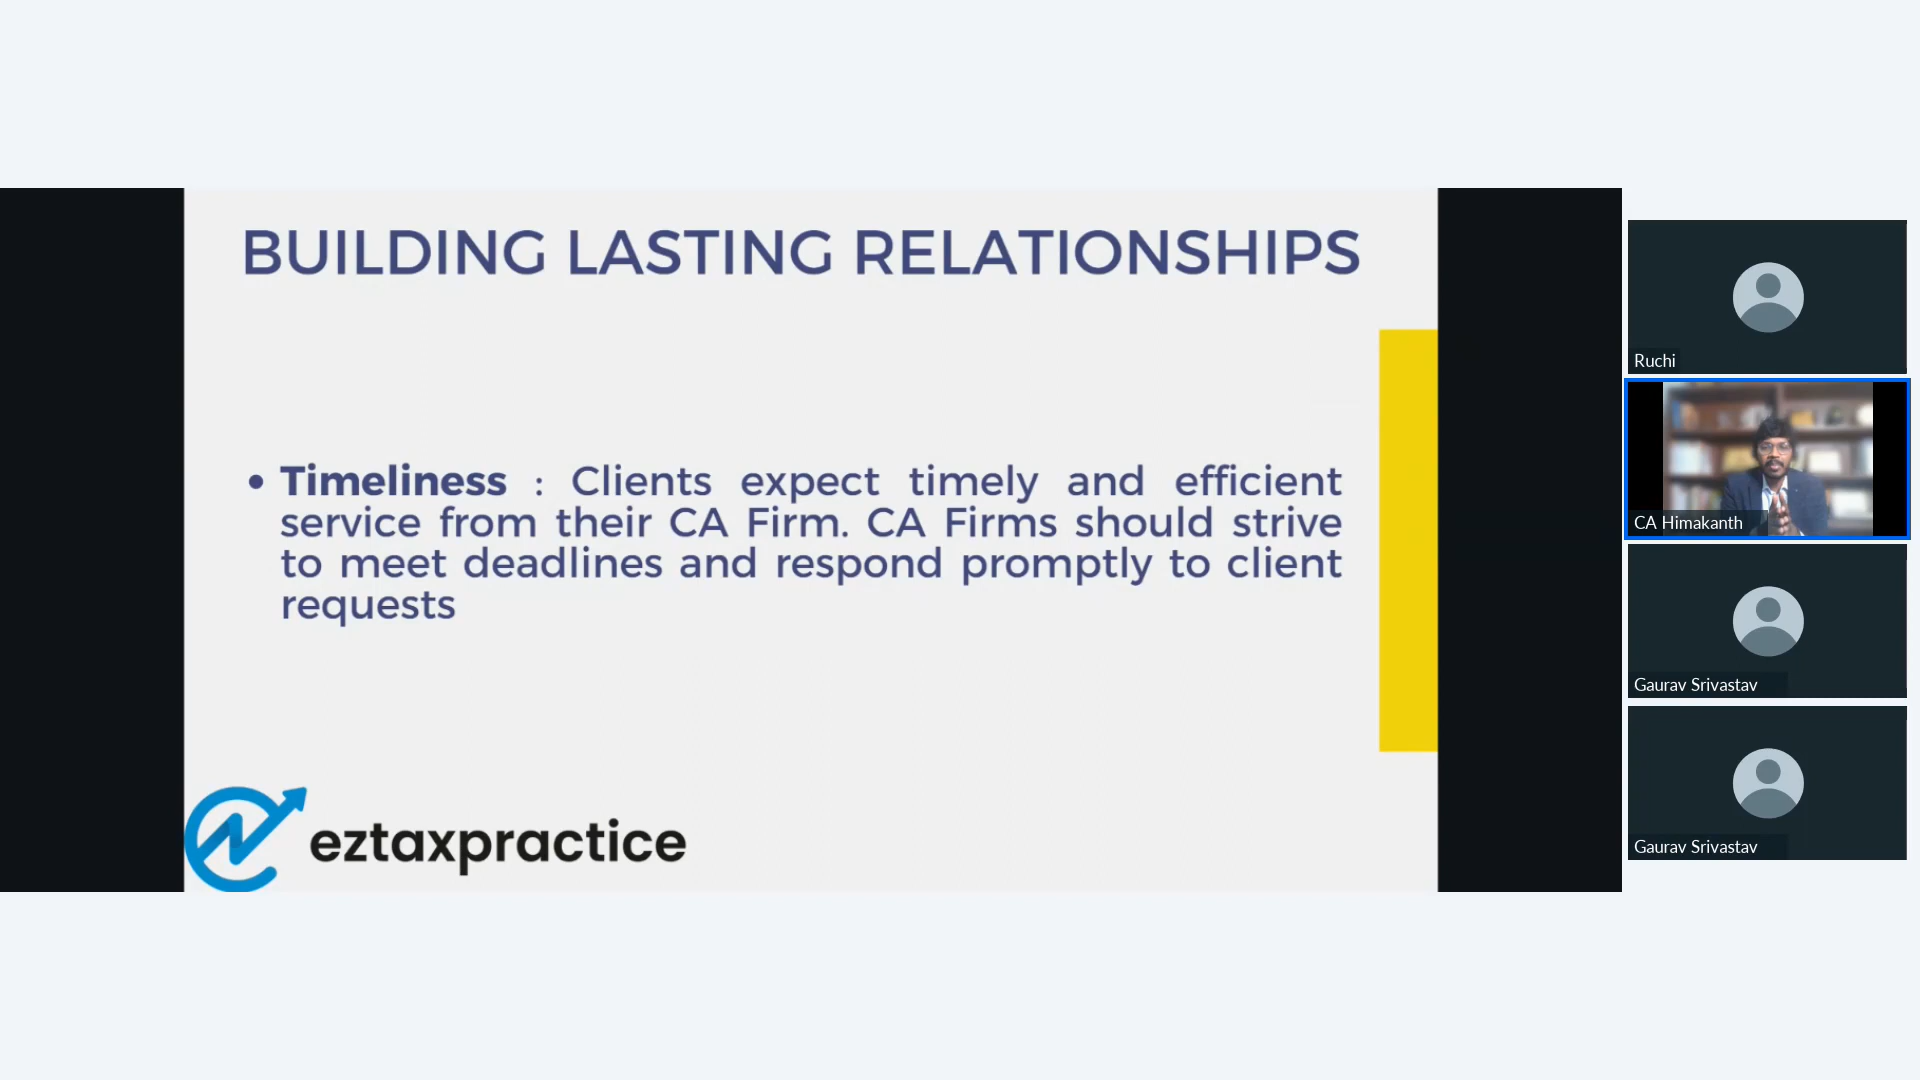 BUILDING LASTING RELATIONSHIPS
• Timeliness : Clients expect timely and efficient
service from their CA Firm. CA Firms should strive
to meet deadlines and respond promptly to client
requests
eztaxpractice
Ruchi
CA Himakanth
Gaurav Srivastav
Gaurav Srivastav